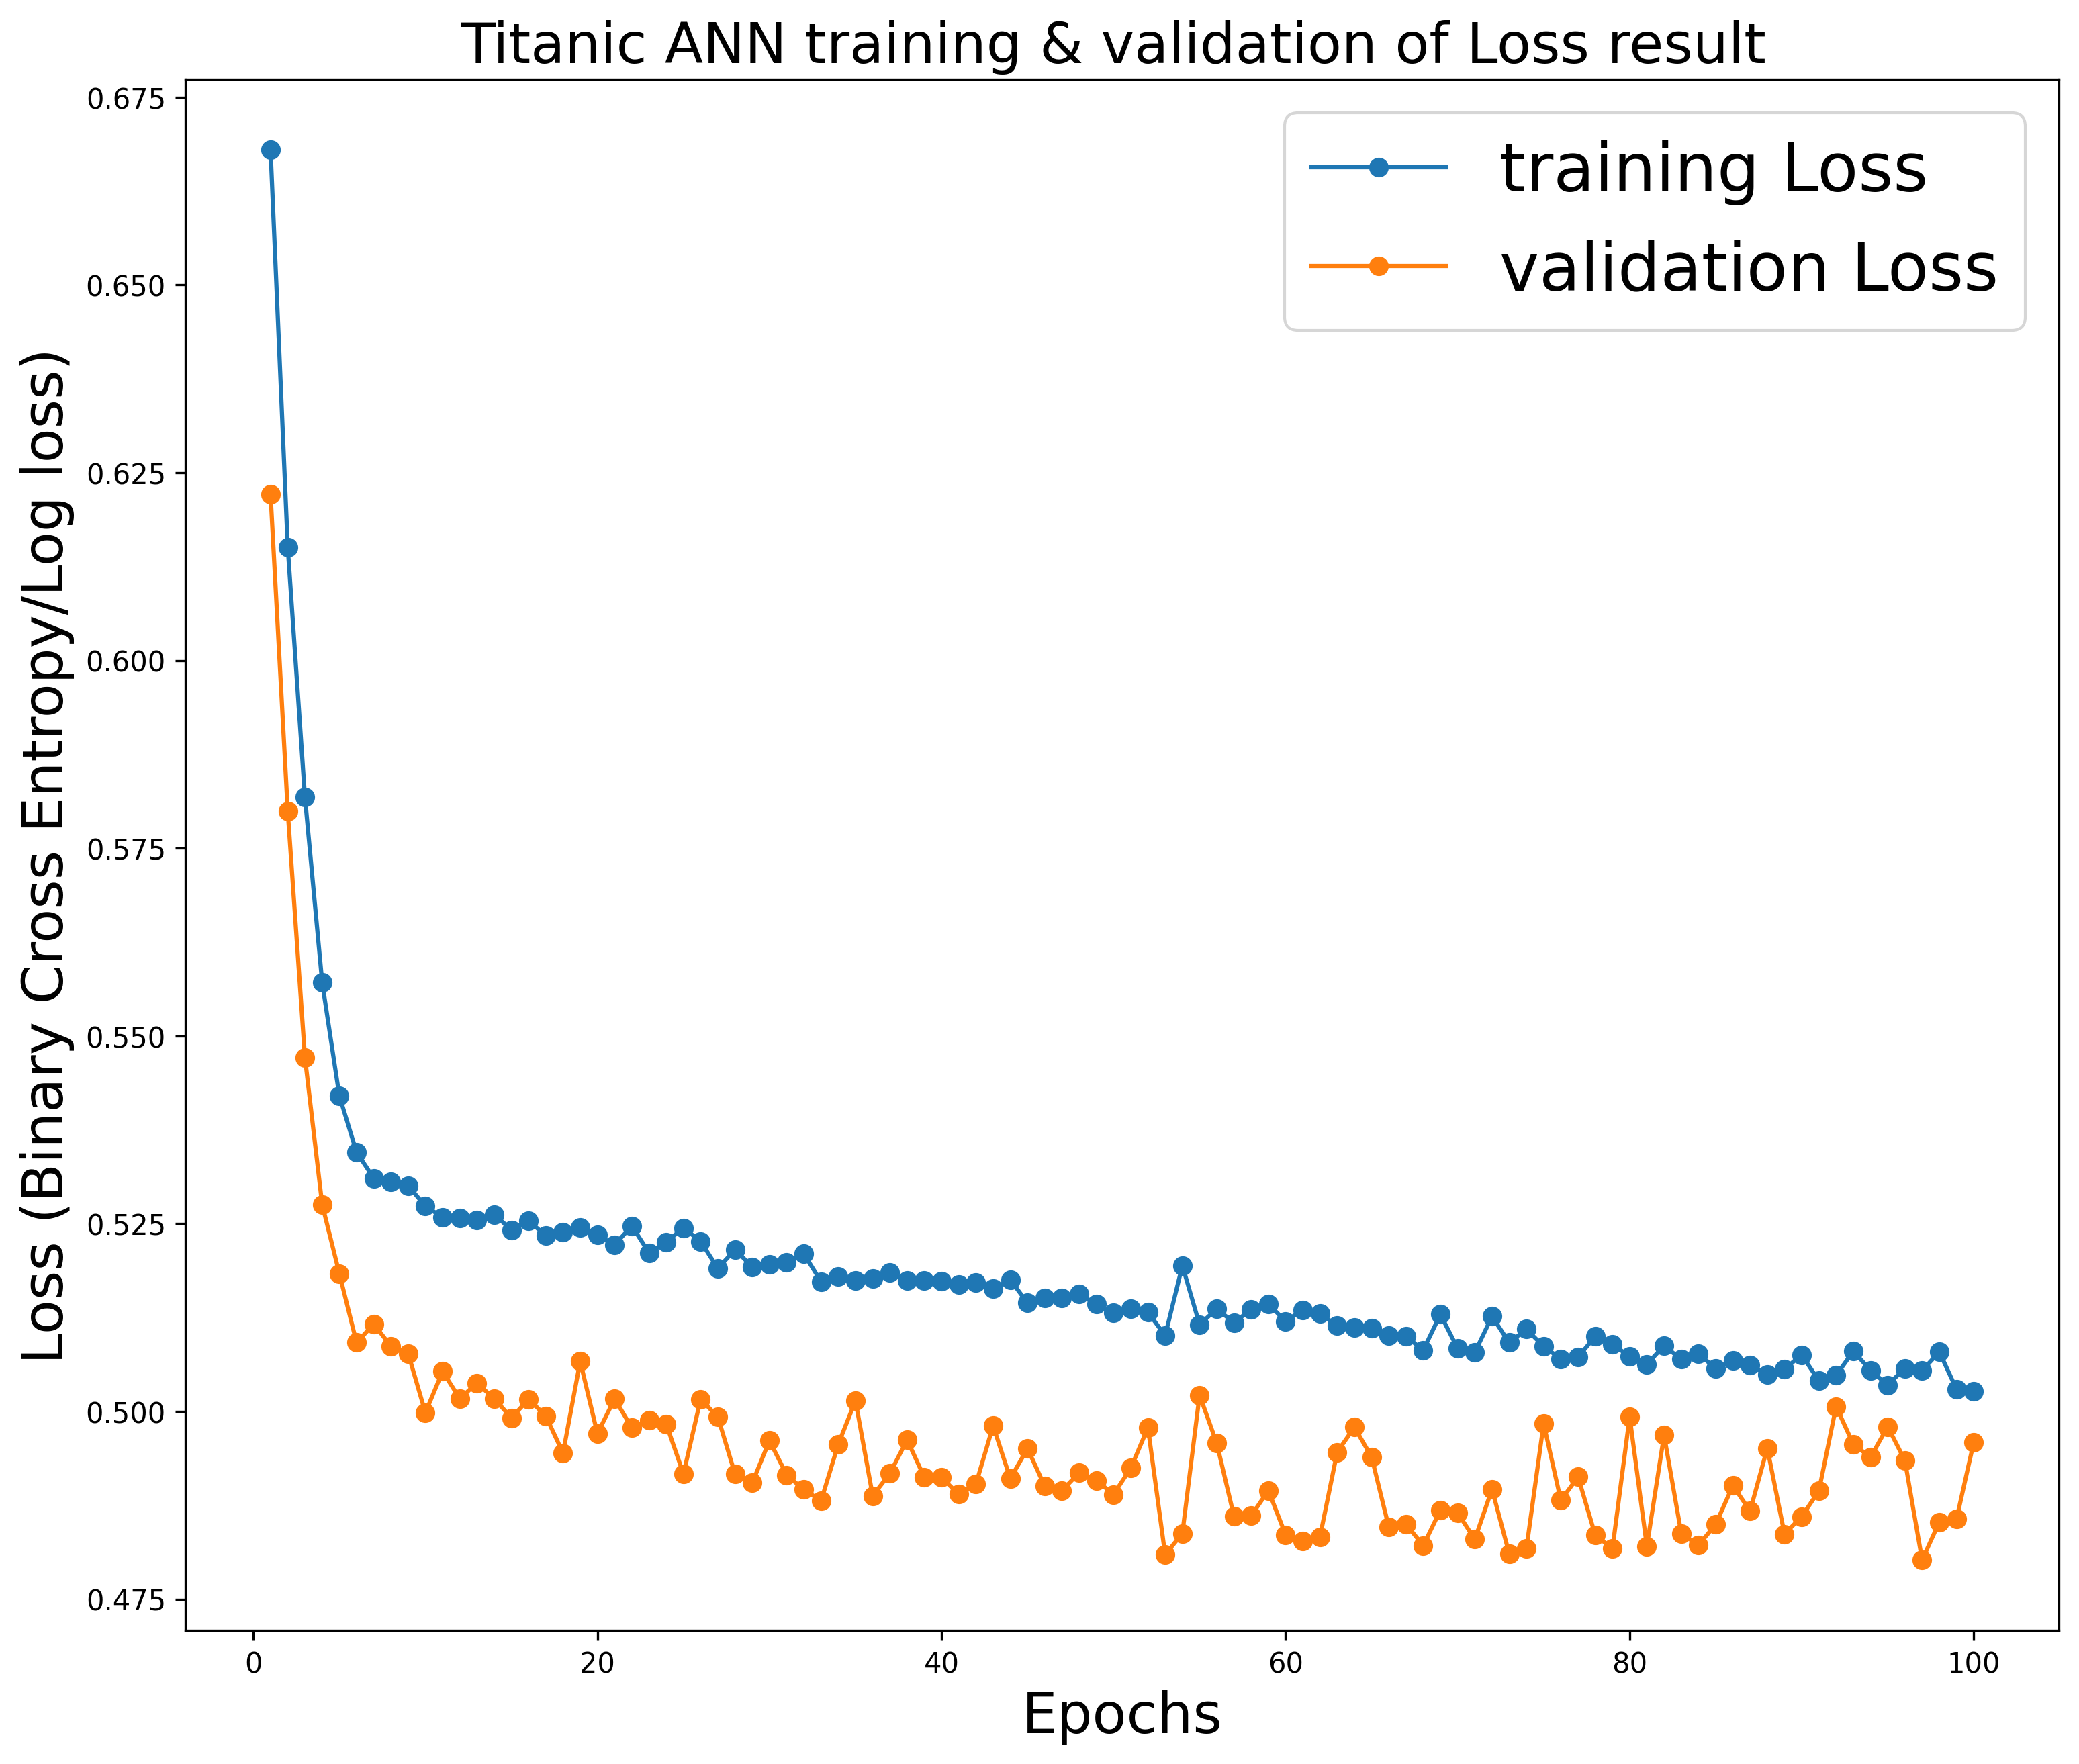 Titanic ANN training & validation of Loss result
0.675
0.650
0.625
0.600
0.575
0.550
0.525
0.500
0.475
Loss (Binary Cross Entropy/Log loss)
training Loss
validation Loss
0 20 40 60 80 100
Epochs